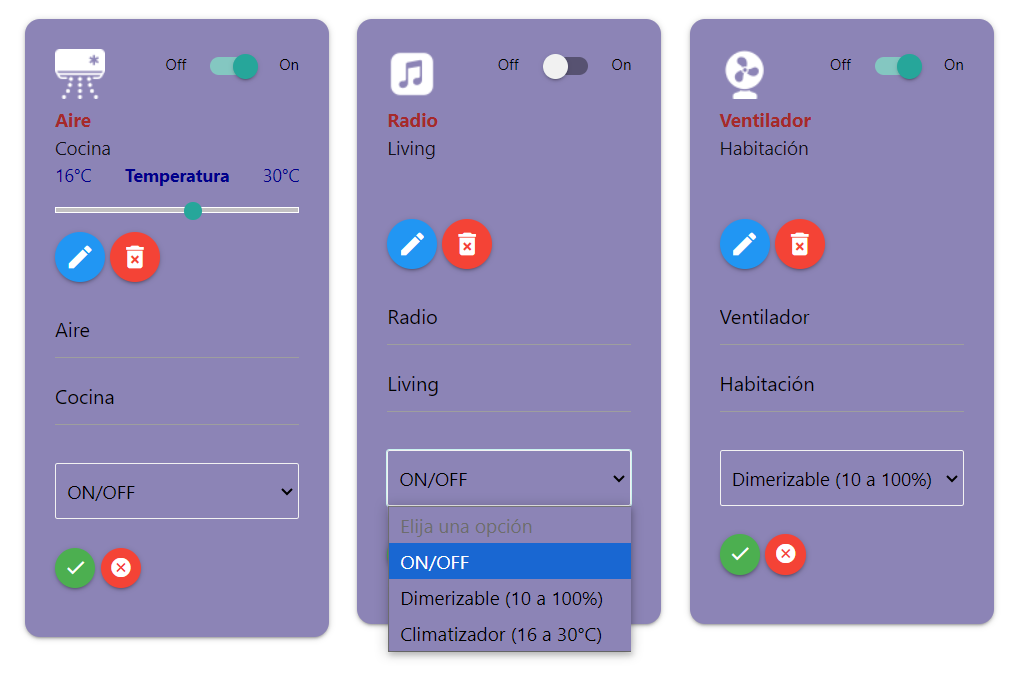 Off On
Aire
Cocina
16°C Temperatura 30°C
Aire
Cocina
ON/OFF
Off On
Radio
Living
Radio
Living
ON/OFF
Elija una opción
ON/OFF
Dimerizable (10 a 100%)
Climatizador (16 a 30°C)
Off On
Ventilador
Habitación
Ventilador
Habitación
Dimerizable (10 a 100%)